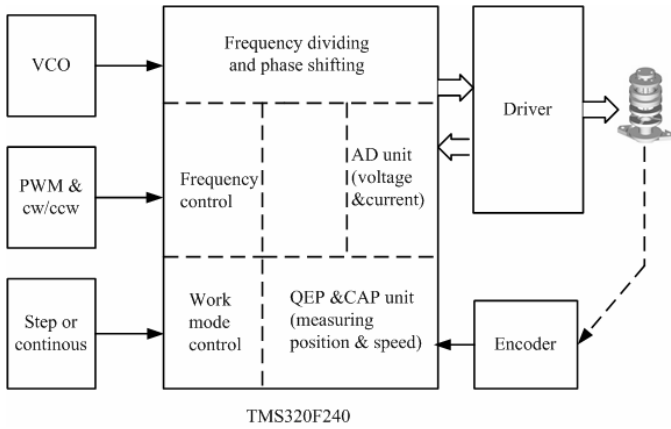 VCO
Frequency dividing
and phase shifting
Driver
PWM &
cw/ccw
Frequency
control
AD unit
(voltage
&current)
Step or
continous
Work
mode
control
QEP &CAP unit
(measuring
position & speed)
Encoder
TMS320F240